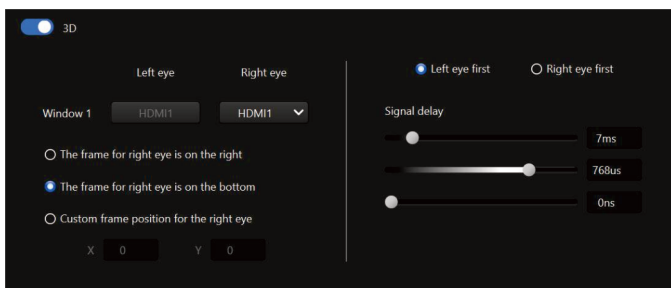 3D
Left eye Right eye
Window 1 HDMI1 HDMI1
The frame for right eye is on the right
The frame for right eye is on the bottom
Custom frame position for the right eye
X 0 Y 0
Left eye first Right eye first
Signal delay
7ms
768us
0ns